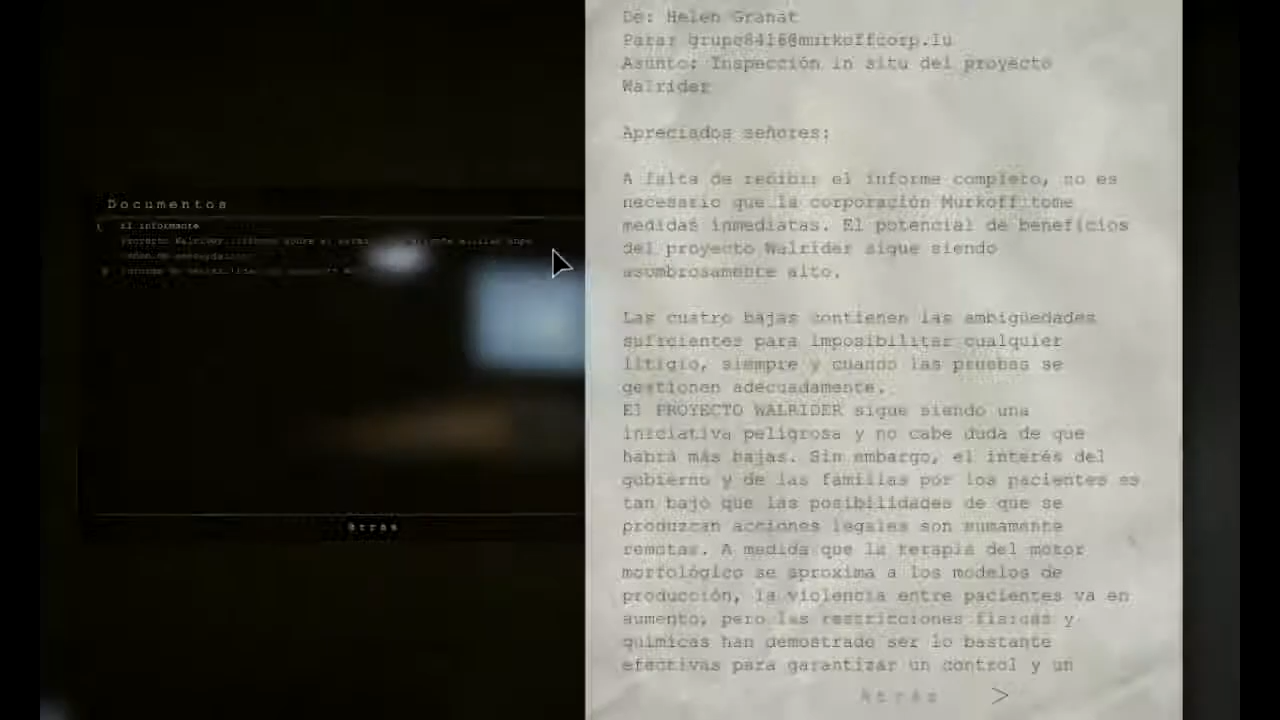 Documentos
El informante
De: Helen Granat
Para: grupo8416@murkoffcorp.lu
Asunto: Inspección in situ del proyecto
Walrider
Apreciados señores:
A falta de recibir el informe completo, no es
necesario que la corporación Murkoff tome
medidas inmediatas. El potencial de beneficios
del proyecto Walrider sigue siendo
asombrosamente alto.
Las cuatro bajas contienen las ambigüedades
suficientes para imposibilitar cualquier
litigio, siempre y cuando las pruebas se
gestionen adecuadamente.
El PROYECTO WALRIDER sigue siendo una
iniciativa peligrosa y no cabe duda de que
habrá más bajas. Sin embargo, el interés del
gobierno y de las familias por los pacientes es
tan bajo que las posibilidades de que se
produzcan acciones legales son sumamente
remotas. A medida que la terapia del motor
morfológico se aproxima a los modelos de
producción, la violencia entre pacientes va en
aumento, pero las restricciones físicas y
químicas han demostrado ser lo bastante
efectivas para garantizar un control y un
Atrás
Atrás >